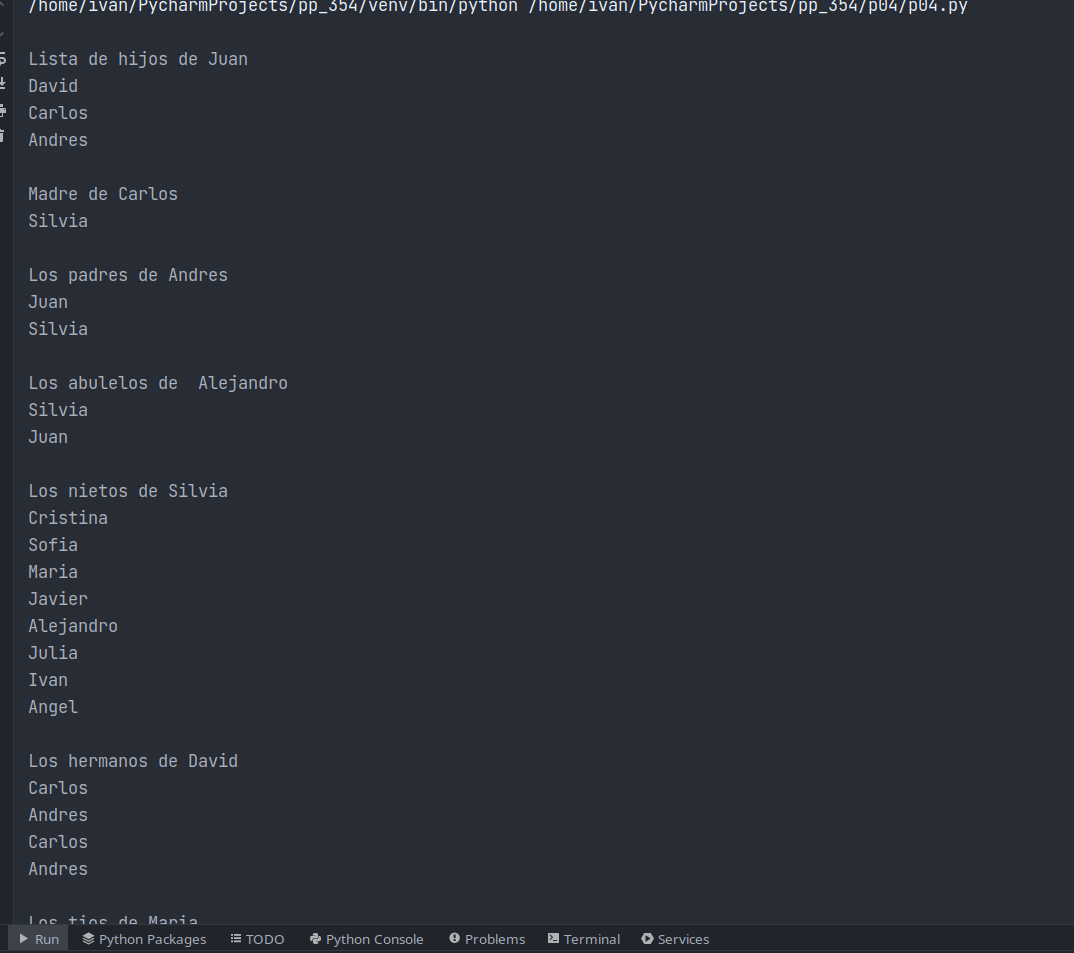 /home/ivan/PycharmProjects/pp_354/venv/bin/python /home/ivan/PycharmProjects/pp_354/p04/p04.py
Lista de hijos de Juan
David
Carlos
Andres
Madre de Carlos
Silvia
Los padres de Andres
Juan
Silvia
Los abulelos de  Alejandro
Silvia
Juan
Los nietos de Silvia
Cristina
Sofia
Maria
Javier
Alejandro
Julia
Ivan
Angel
Los hermanos de David
Carlos
Andres
Carlos
Andres
Los tios de Maria
Run Python Packages TODO Python Console Problems Terminal Services